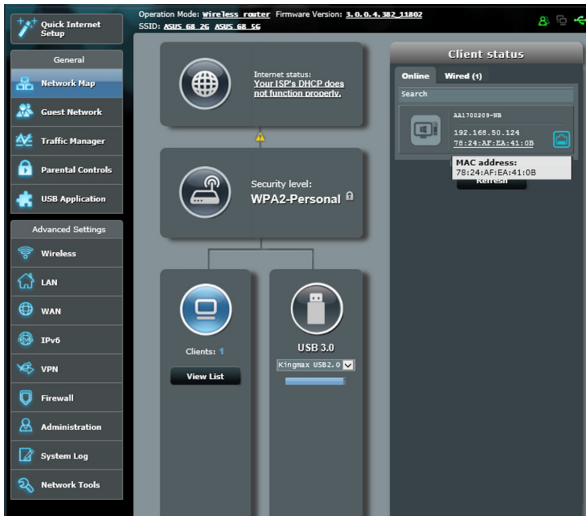 Operation Mode: Wireless router Firmware Version: 3.0.0.4.382_11802
SSID: ASUS_68_2G ASUS_68_5G
Quick Internet
Setup
General
Network Map
Guest Network
Traffic Manager
Parental Controls
USB Application
Advanced Settings
Wireless
LAN
WAN
IPv6
VPN
Firewall
Administration
System Log
Network Tools
Internet status:
Your ISP's DHCP does
not function properly.
Security level:
WPA2-Personal
Clients: 1
View List
USB 3.0
Kingmax USB2.0
Client status
Online
Wired (1)
Search
AA1700209-NB
192.168.50.124
78:24:AF:EA:41:0B
MAC address:
78:24:AF:EA:41:0B
Refresh